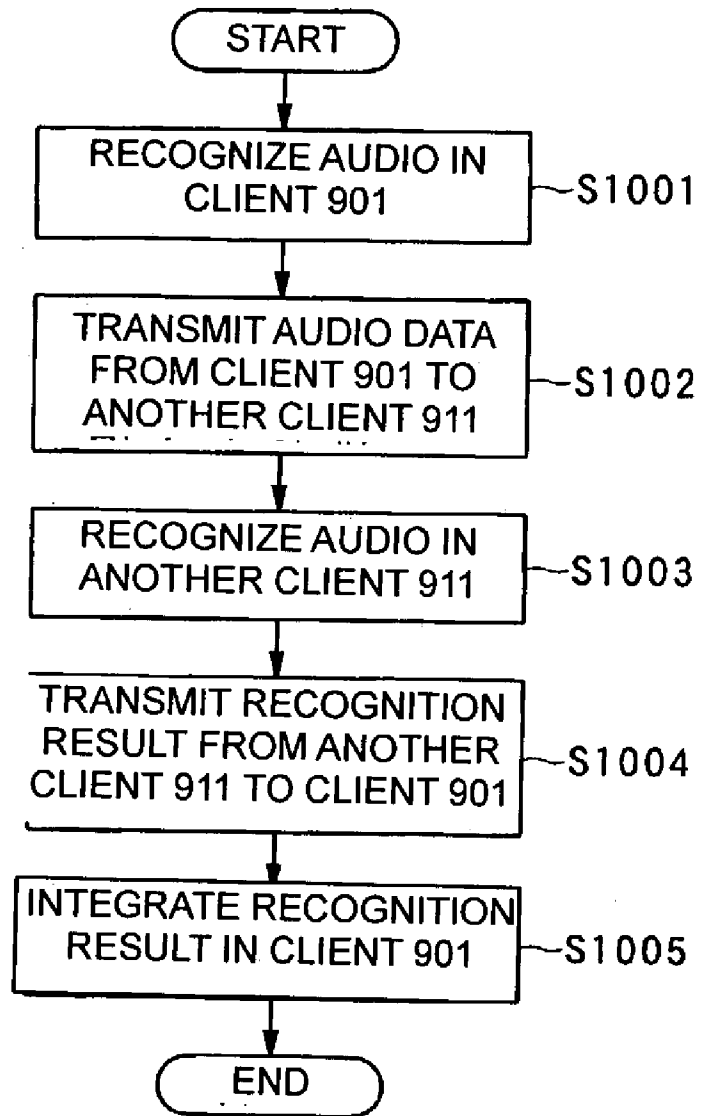 START
RECOGNIZE AUDIO IN
CLIENT 901
S1001
TRANSMIT AUDIO DATA
FROM CLIENT 901 TO
ANOTHER CLIENT 911
S1002
RECOGNIZE AUDIO IN
ANOTHER CLIENT 911
S1003
TRANSMIT RECOGNITION
RESULT FROM ANOTHER
CLIENT 911 TO CLIENT 901
S1004
INTEGRATE RECOGNITION
RESULT IN CLIENT 901
S1005
END